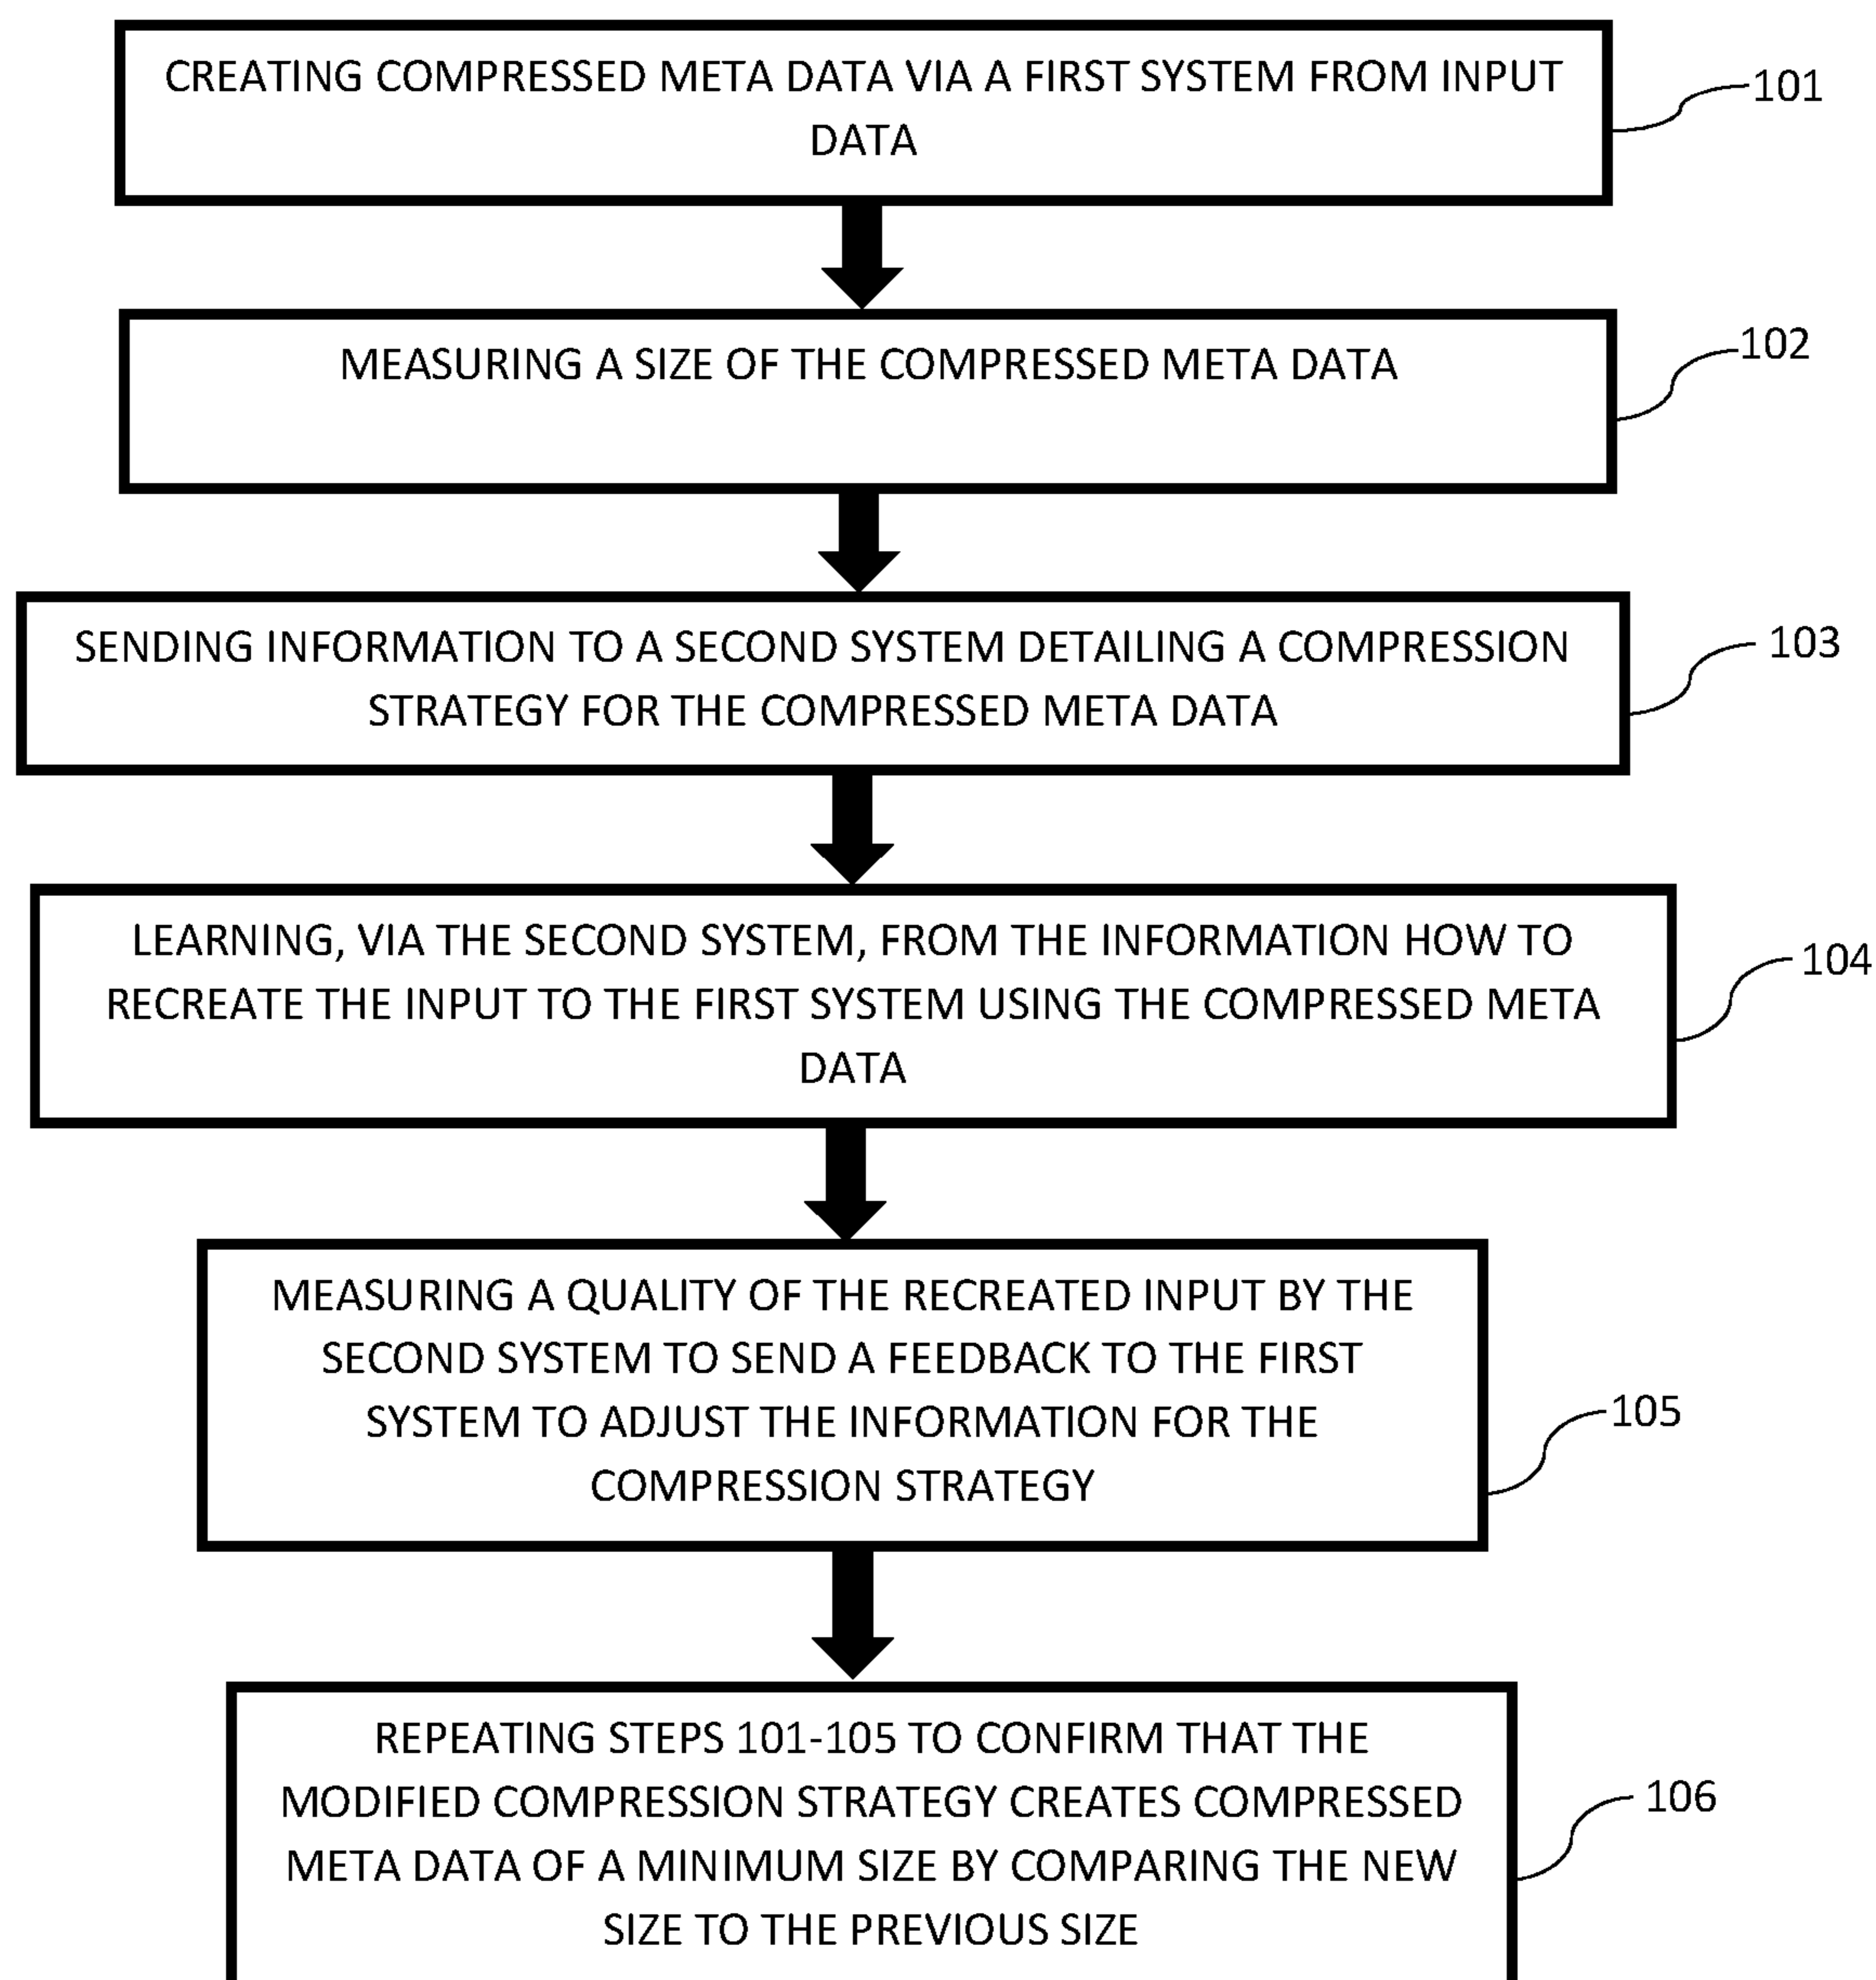 CREATING COMPRESSED META DATA VIA A FIRST SYSTEM FROM INPUT
DATA
101
MEASURING A SIZE OF THE COMPRESSED META DATA
102
SENDING INFORMATION TO A SECOND SYSTEM DETAILING A COMPRESSION
STRATEGY FOR THE COMPRESSED META DATA
103
LEARNING, VIA THE SECOND SYSTEM, FROM THE INFORMATION HOW TO
RECREATE THE INPUT TO THE FIRST SYSTEM USING THE COMPRESSED META
DATA
104
MEASURING A QUALITY OF THE RECREATED INPUT BY THE
SECOND SYSTEM TO SEND A FEEDBACK TO THE FIRST
SYSTEM TO ADJUST THE INFORMATION FOR THE
COMPRESSION STRATEGY
105
REPEATING STEPS 101-105 TO CONFIRM THAT THE
MODIFIED COMPRESSION STRATEGY CREATES COMPRESSED
META DATA OF A MINIMUM SIZE BY COMPARING THE NEW
SIZE TO THE PREVIOUS SIZE
106